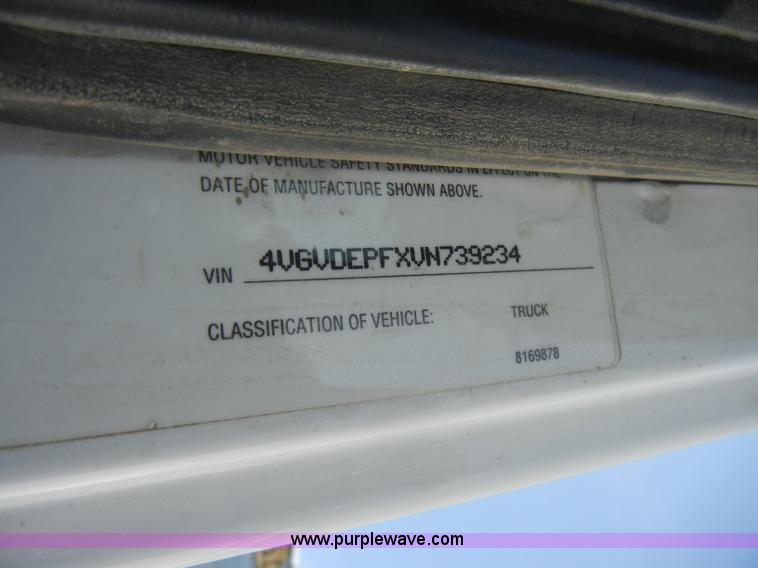 MOTOR VEHICLE SAFETY STANDARDS IN EFFECT ON THE
DATE OF MANUFACTURE SHOWN ABOVE.
VIN 4VGVDEPFXVN739234
CLASSIFICATION OF VEHICLE: TRUCK
8169878
www.purplewave.com